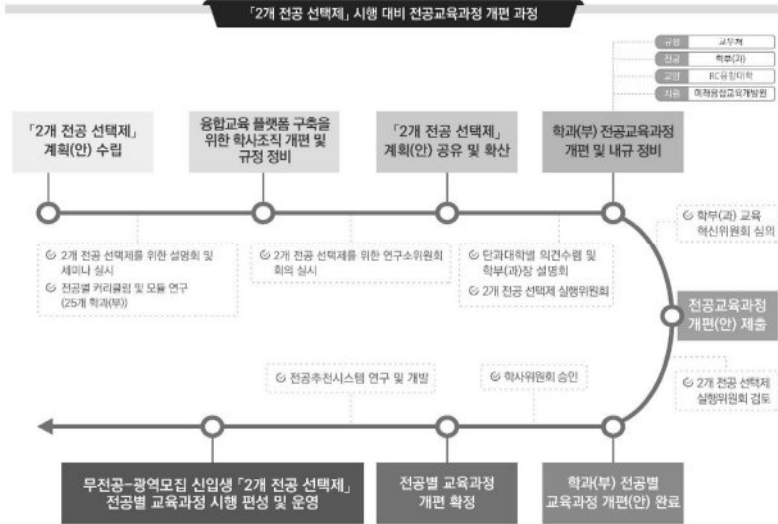 「2개 전공 선택제」 시행 대비 전공교육과정 개편 과정
규정 교무처
전공 학부(과)
교양 RC융합대학
지원 미래융합교육개발원
「2개 전공 선택제」
계획(안) 수립
융합교육 플랫폼 구축을
위한 학사조직 개편 및
규정 정비
「2개 전공 선택제」
계획(안) 공유 및 확산
학과(부) 전공교육과정
개편 및 내규 정비
2개 전공 선택제를 위한 설명회 및
세미나 실시
전공별 커리큘럼 및 모듈 연구
(25개 학과(부))
2개 전공 선택제를 위한 연구소위원회
회의 실시
단과대학별 의견수렴 및
학부(과)장 설명회
2개 전공 선택제 실행위원회
학부(과) 교육
혁신위원회 심의
전공교육과정
개편(안) 제출
2개 전공 선택제
실행위원회 검토
전공추천시스템 연구 및 개발
학사위원회 승인
무전공-광역모집 신입생 「2개 전공 선택제」
전공별 교육과정 시행 편성 및 운영
전공별 교육과정
개편 확정
학과(부) 전공별
교육과정 개편(안) 완료